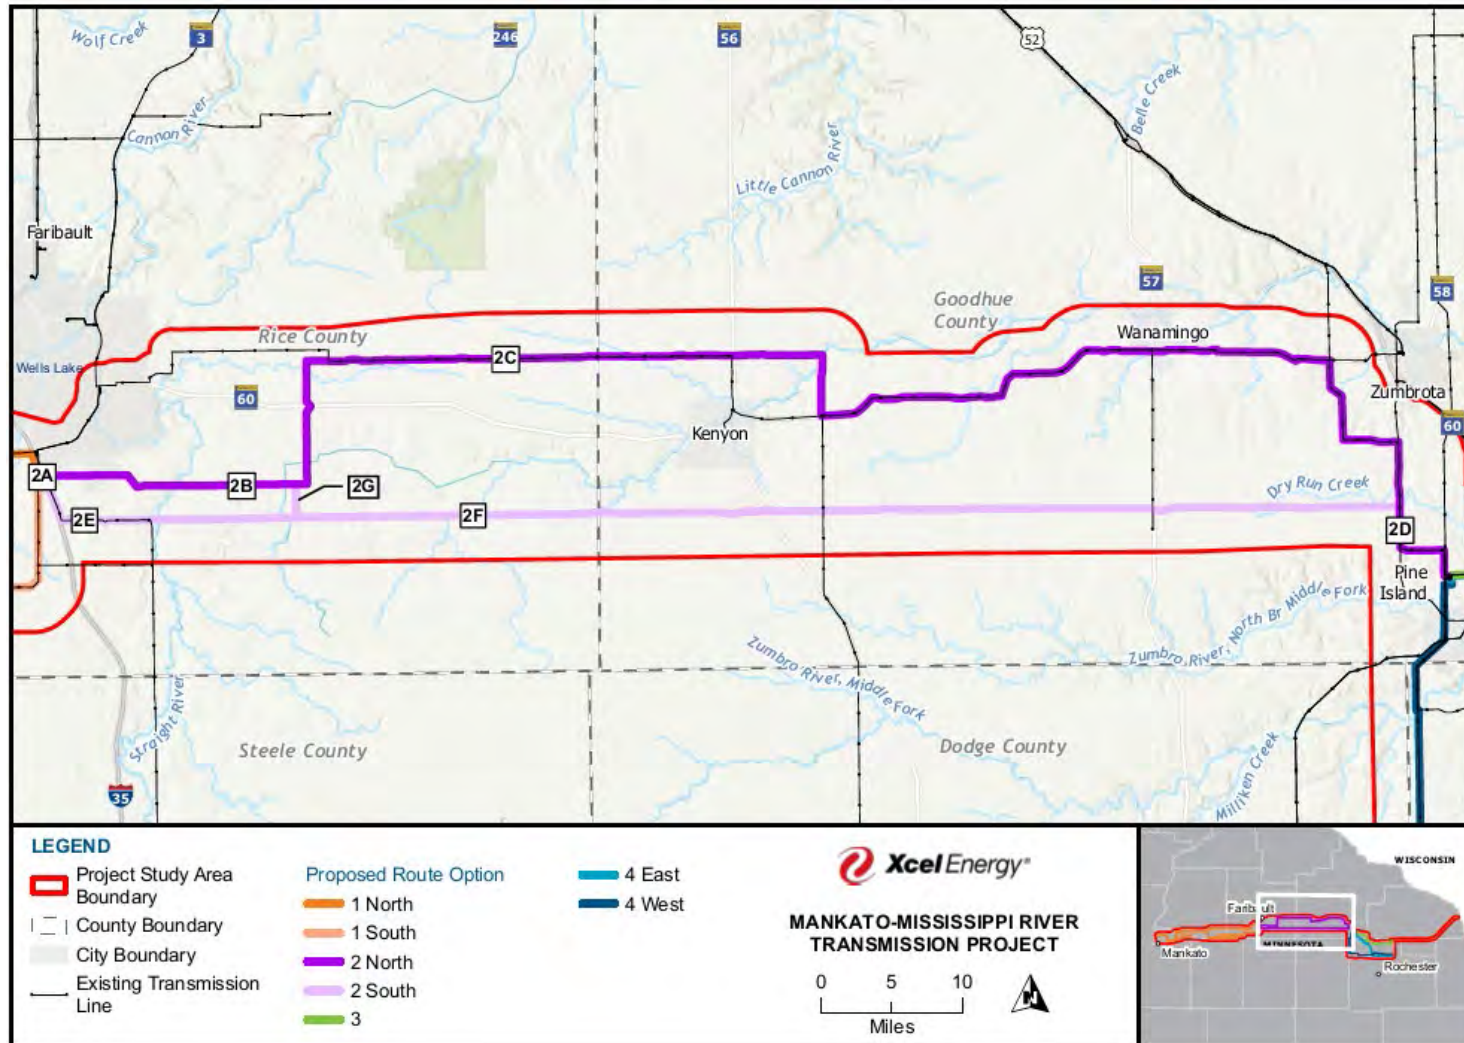 Wolf Creek
3
246
56
52
Belle Creek
Cannon River
Little Cannon River
Faribault
57
58
Goodhue
County
Rice County
Wanamingo
Wells Lake
2C
60
Zumbrota
60
Kenyon
2A
2B
2G
Dry Run Creek
2E
2F
2D
Pine
Island
Zumbro River, North Br Middle Fork
Zumbro River, Middle Fork
Straight River
Steele County
Dodge County
Milliken Creek
35
LEGEND
Project Study Area
Boundary
County Boundary
City Boundary
Existing Transmission
Line
Proposed Route Option
1 North
1 South
2 North
2 South
3
4 East
4 West
Xcel Energy®
MANKATO-MISSISSIPPI RIVER
TRANSMISSION PROJECT
0 5 10
Miles
N
WISCONSIN
Faribault
MINNESOTA
Mankato
Rochester